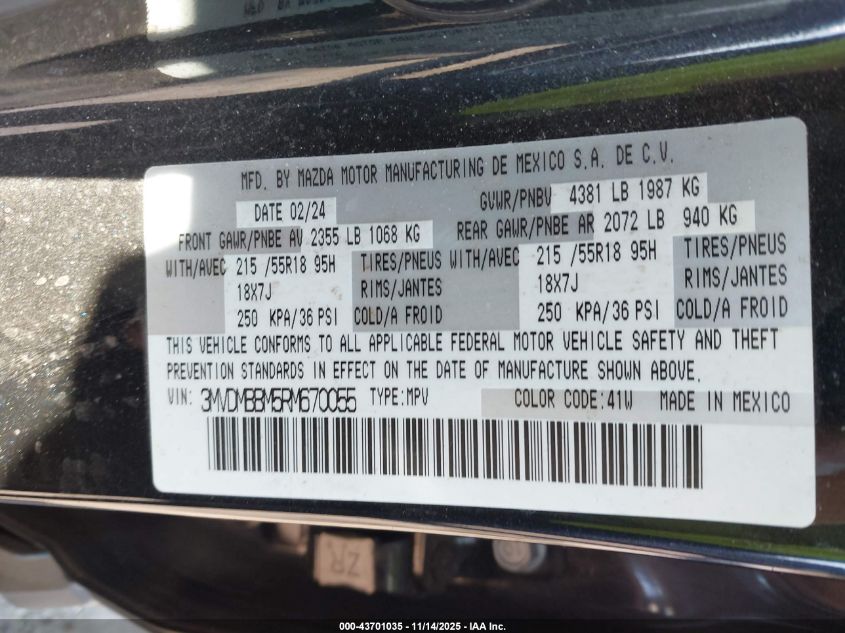 MFD. BY MAZDA MOTOR MANUFACTURING DE MEXICO S.A. DE C.V.
DATE 02/24 GVWR/PNBV 4381 LB 1987 KG
FRONT GAWR/PNBE AV 2355 LB 1068 KG REAR GAWR/PNBE AR 2072 LB 940 KG
WITH/AVEC 215 /55R18 95H TIRES/PNEUS WITH/AVEC 215 /55R18 95H TIRES/PNEUS
18X7J RIMS/JANTES 18X7J RIMS/JANTES
250 KPA/36 PSI COLD/A FROID 250 KPA/36 PSI COLD/A FROID
THIS VEHICLE CONFORMS TO ALL APPLICABLE FEDERAL MOTOR VEHICLE SAFETY AND THEFT
PREVENTION STANDARDS IN EFFECT ON THE DATE OF MANUFACTURE SHOWN ABOVE.
VIN: 3MVDMBBM5RM670055 TYPE:MPV COLOR CODE:41W MADE IN MEXICO
ZR
000-43701035 - 11/14/2025 - IAA Inc.